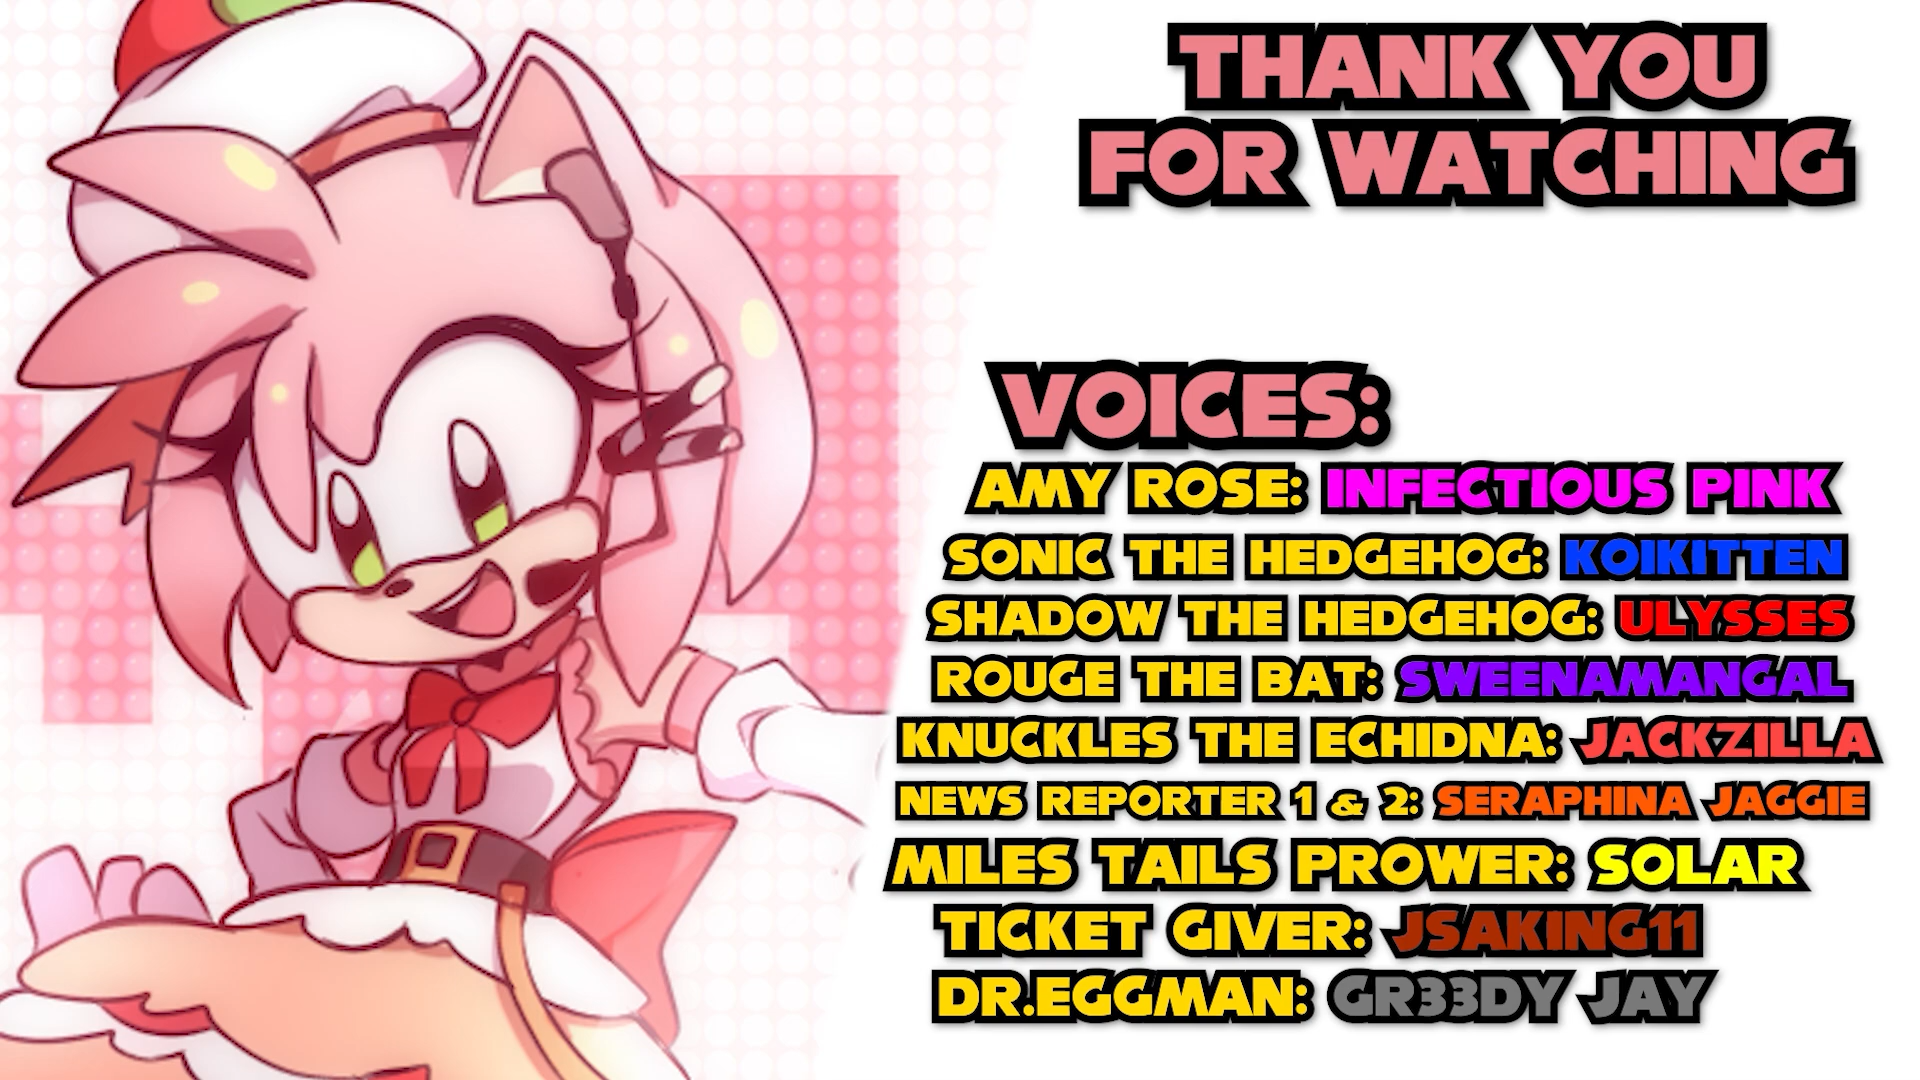 THANK YOU
FOR WATCHING
VOICES:
AMY ROSE: INFECTIOUS PINK
SONIC THE HEDGEHOG: KOIKITTEN
SHADOW THE HEDGEHOG: ULYSSES
ROUGE THE BAT: SWEENAMANGAL
KNUCKLES THE ECHIDNA: JACKZILLA
NEWS REPORTER 1 & 2: SERAPHINA JAGGIE
MILES TAILS PROWER: SOLAR
TICKET GIVER: JSAKING11
DR.EGGMAN: GR33DY JAY